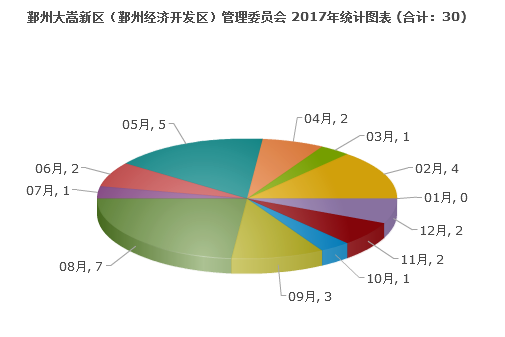 鄞州大嵩新区（鄞州经济开发区）管理委员会 2017年统计图表 (合计：30)
04月, 2
05月, 5
03月, 1
06月, 2
02月, 4
07月, 1
01月, 0
12月, 2
11月, 2
08月, 7
10月, 1
09月, 3